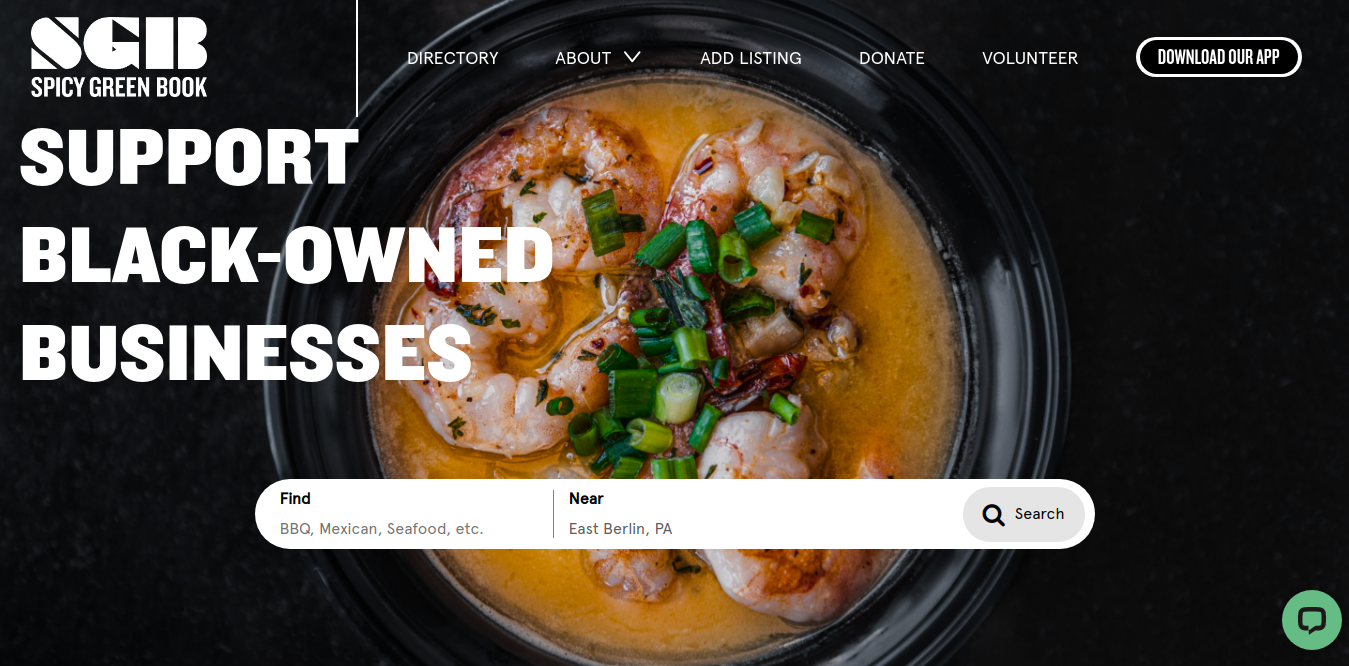 SGB
SPICY GREEN BOOK
DIRECTORY
ABOUT
ADD LISTING
DONATE
VOLUNTEER
DOWNLOAD OUR APP
SUPPORT
BLACK-OWNED
BUSINESSES
Find
BBQ, Mexican, Seafood, etc.
Near
East Berlin, PA
Search